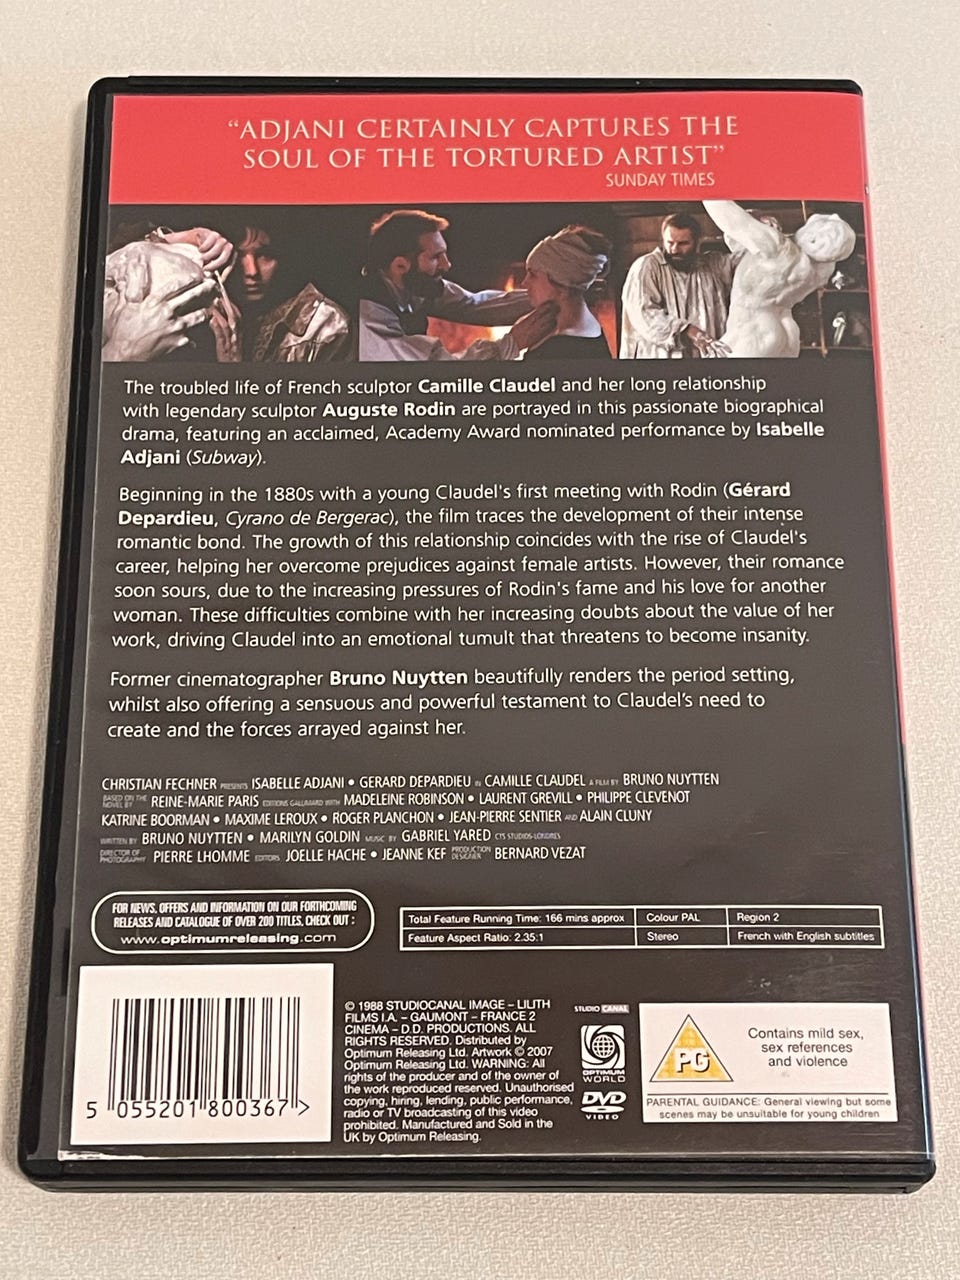 “ADJANI CERTAINLY CAPTURES THE
SOUL OF THE TORTURED ARTIST”
SUNDAY TIMES
The troubled life of French sculptor Camille Claudel and her long relationship
with legendary sculptor Auguste Rodin are portrayed in this passionate biographical
drama, featuring an acclaimed, Academy Award nominated performance by Isabelle
Adjani (Subway).
Beginning in the 1880s with a young Claudel's first meeting with Rodin (Gérard
Depardieu, Cyrano de Bergerac), the film traces the development of their intense
romantic bond. The growth of this relationship coincides with the rise of Claudel's
career, helping her overcome prejudices against female artists. However, their romance
soon sours, due to the increasing pressures of Rodin's fame and his love for another
woman. These difficulties combine with her increasing doubts about the value of her
work, driving Claudel into an emotional tumult that threatens to become insanity.
Former cinematographer Bruno Nuytten beautifully renders the period setting,
whilst also offering a sensuous and powerful testament to Claudel's need to
create and the forces arrayed against her.
CHRISTIAN FECHNER PRESENTS ISABELLE ADJANI • GERARD DEPARDIEU IN CAMILLE CLAUDEL A FILM BY BRUNO NUYTTEN
BASED ON THE NOVEL BY REINE-MARIE PARIS EDITIONS GALLIMARD WITH MADELEINE ROBINSON • LAURENT GREVILL • PHILIPPE CLEVENOT
KATRINE BOORMAN • MAXIME LEROUX • ROGER PLANCHON • JEAN-PIERRE SENTIER AND ALAIN CLUNY
WRITTEN BY BRUNO NUYTTEN • MARILYN GOLDIN MUSIC BY GABRIEL YARED CTS STUDIOS-LONDRES
DIRECTOR OF PHOTOGRAPHY PIERRE LHOMME EDITORS JOELLE HACHE • JEANNE KEF PRODUCTION DESIGNER BERNARD VEZAT
FOR NEWS, OFFERS AND INFORMATION ON OUR FORTHCOMING
RELEASES AND CATALOGUE OF OVER 200 TITLES, CHECK OUT :
www.optimumreleasing.com
Total Feature Running Time: 166 mins approx Colour PAL Region 2
Feature Aspect Ratio: 2.35:1 Stereo French with English subtitles
5 055201 800367 >
© 1988 STUDIOCANAL IMAGE – LILITH
FILMS I.A. – GAUMONT – FRANCE 2
CINEMA – D.D. PRODUCTIONS. ALL
RIGHTS RESERVED. Distributed by
Optimum Releasing Ltd. Artwork © 2007
Optimum Releasing Ltd. WARNING: All
rights of the producer and of the owner of
the work reproduced reserved. Unauthorised
copying, hiring, lending, public performance,
radio or TV broadcasting of this video
prohibited. Manufactured and Sold in the
UK by Optimum Releasing.
STUDIO CANAL
OPTIMUM
WORLD
DVD
VIDEO
PG
Contains mild sex,
sex references
and violence
PARENTAL GUIDANCE: General viewing but some
scenes may be unsuitable for young children